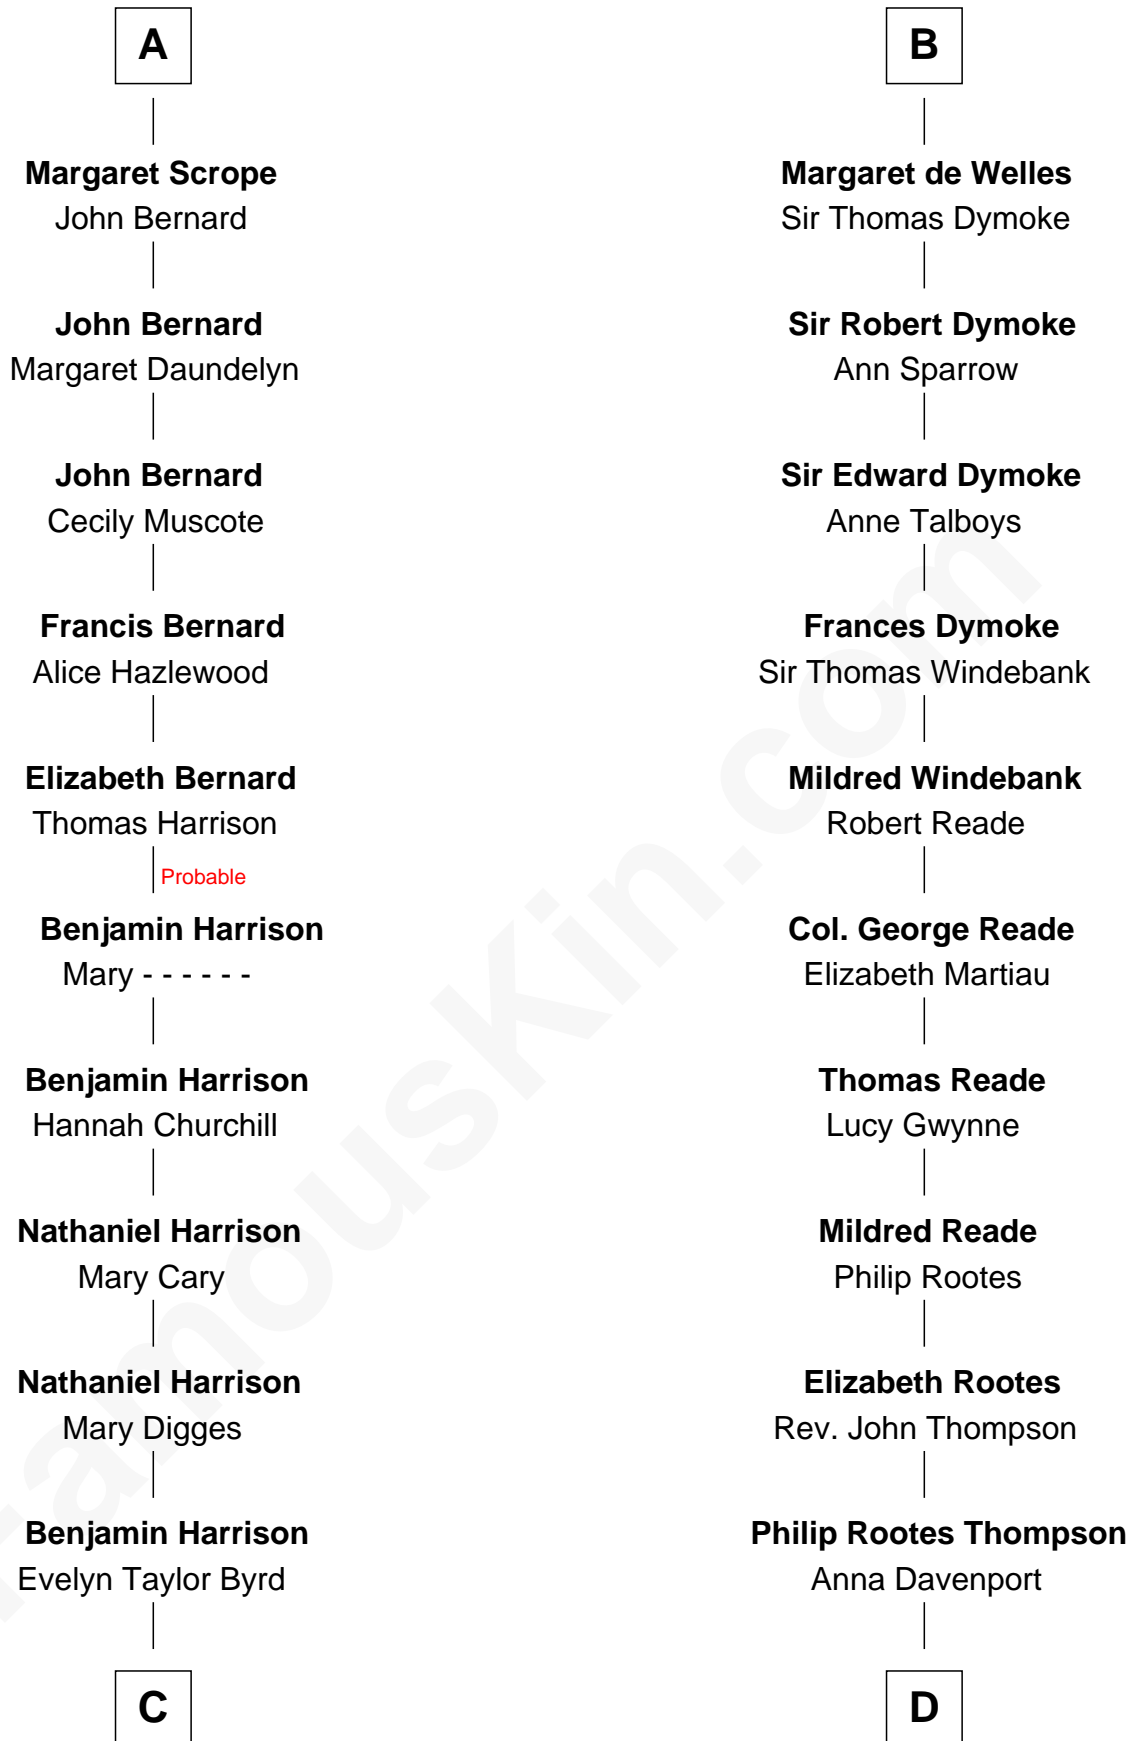 A
Margaret Scrope
John Bernard
John Bernard
Margaret Daundelyn
John Bernard
Cecily Muscote
Francis Bernard
Alice Hazlewood
Elizabeth Bernard
Thomas Harrison
Probable
Benjamin Harrison
Mary - - - - - -
Benjamin Harrison
Hannah Churchill
Nathaniel Harrison
Mary Cary
Nathaniel Harrison
Mary Digges
Benjamin Harrison
Evelyn Taylor Byrd
C
B
Margaret de Welles
Sir Thomas Dymoke
Sir Robert Dymoke
Ann Sparrow
Sir Edward Dymoke
Anne Talboys
Frances Dymoke
Sir Thomas Windebank
Mildred Windebank
Robert Reade
Col. George Reade
Elizabeth Martiau
Thomas Reade
Lucy Gwynne
Mildred Reade
Philip Rootes
Elizabeth Rootes
Rev. John Thompson
Philip Rootes Thompson
Anna Davenport
D
FamousKin.com